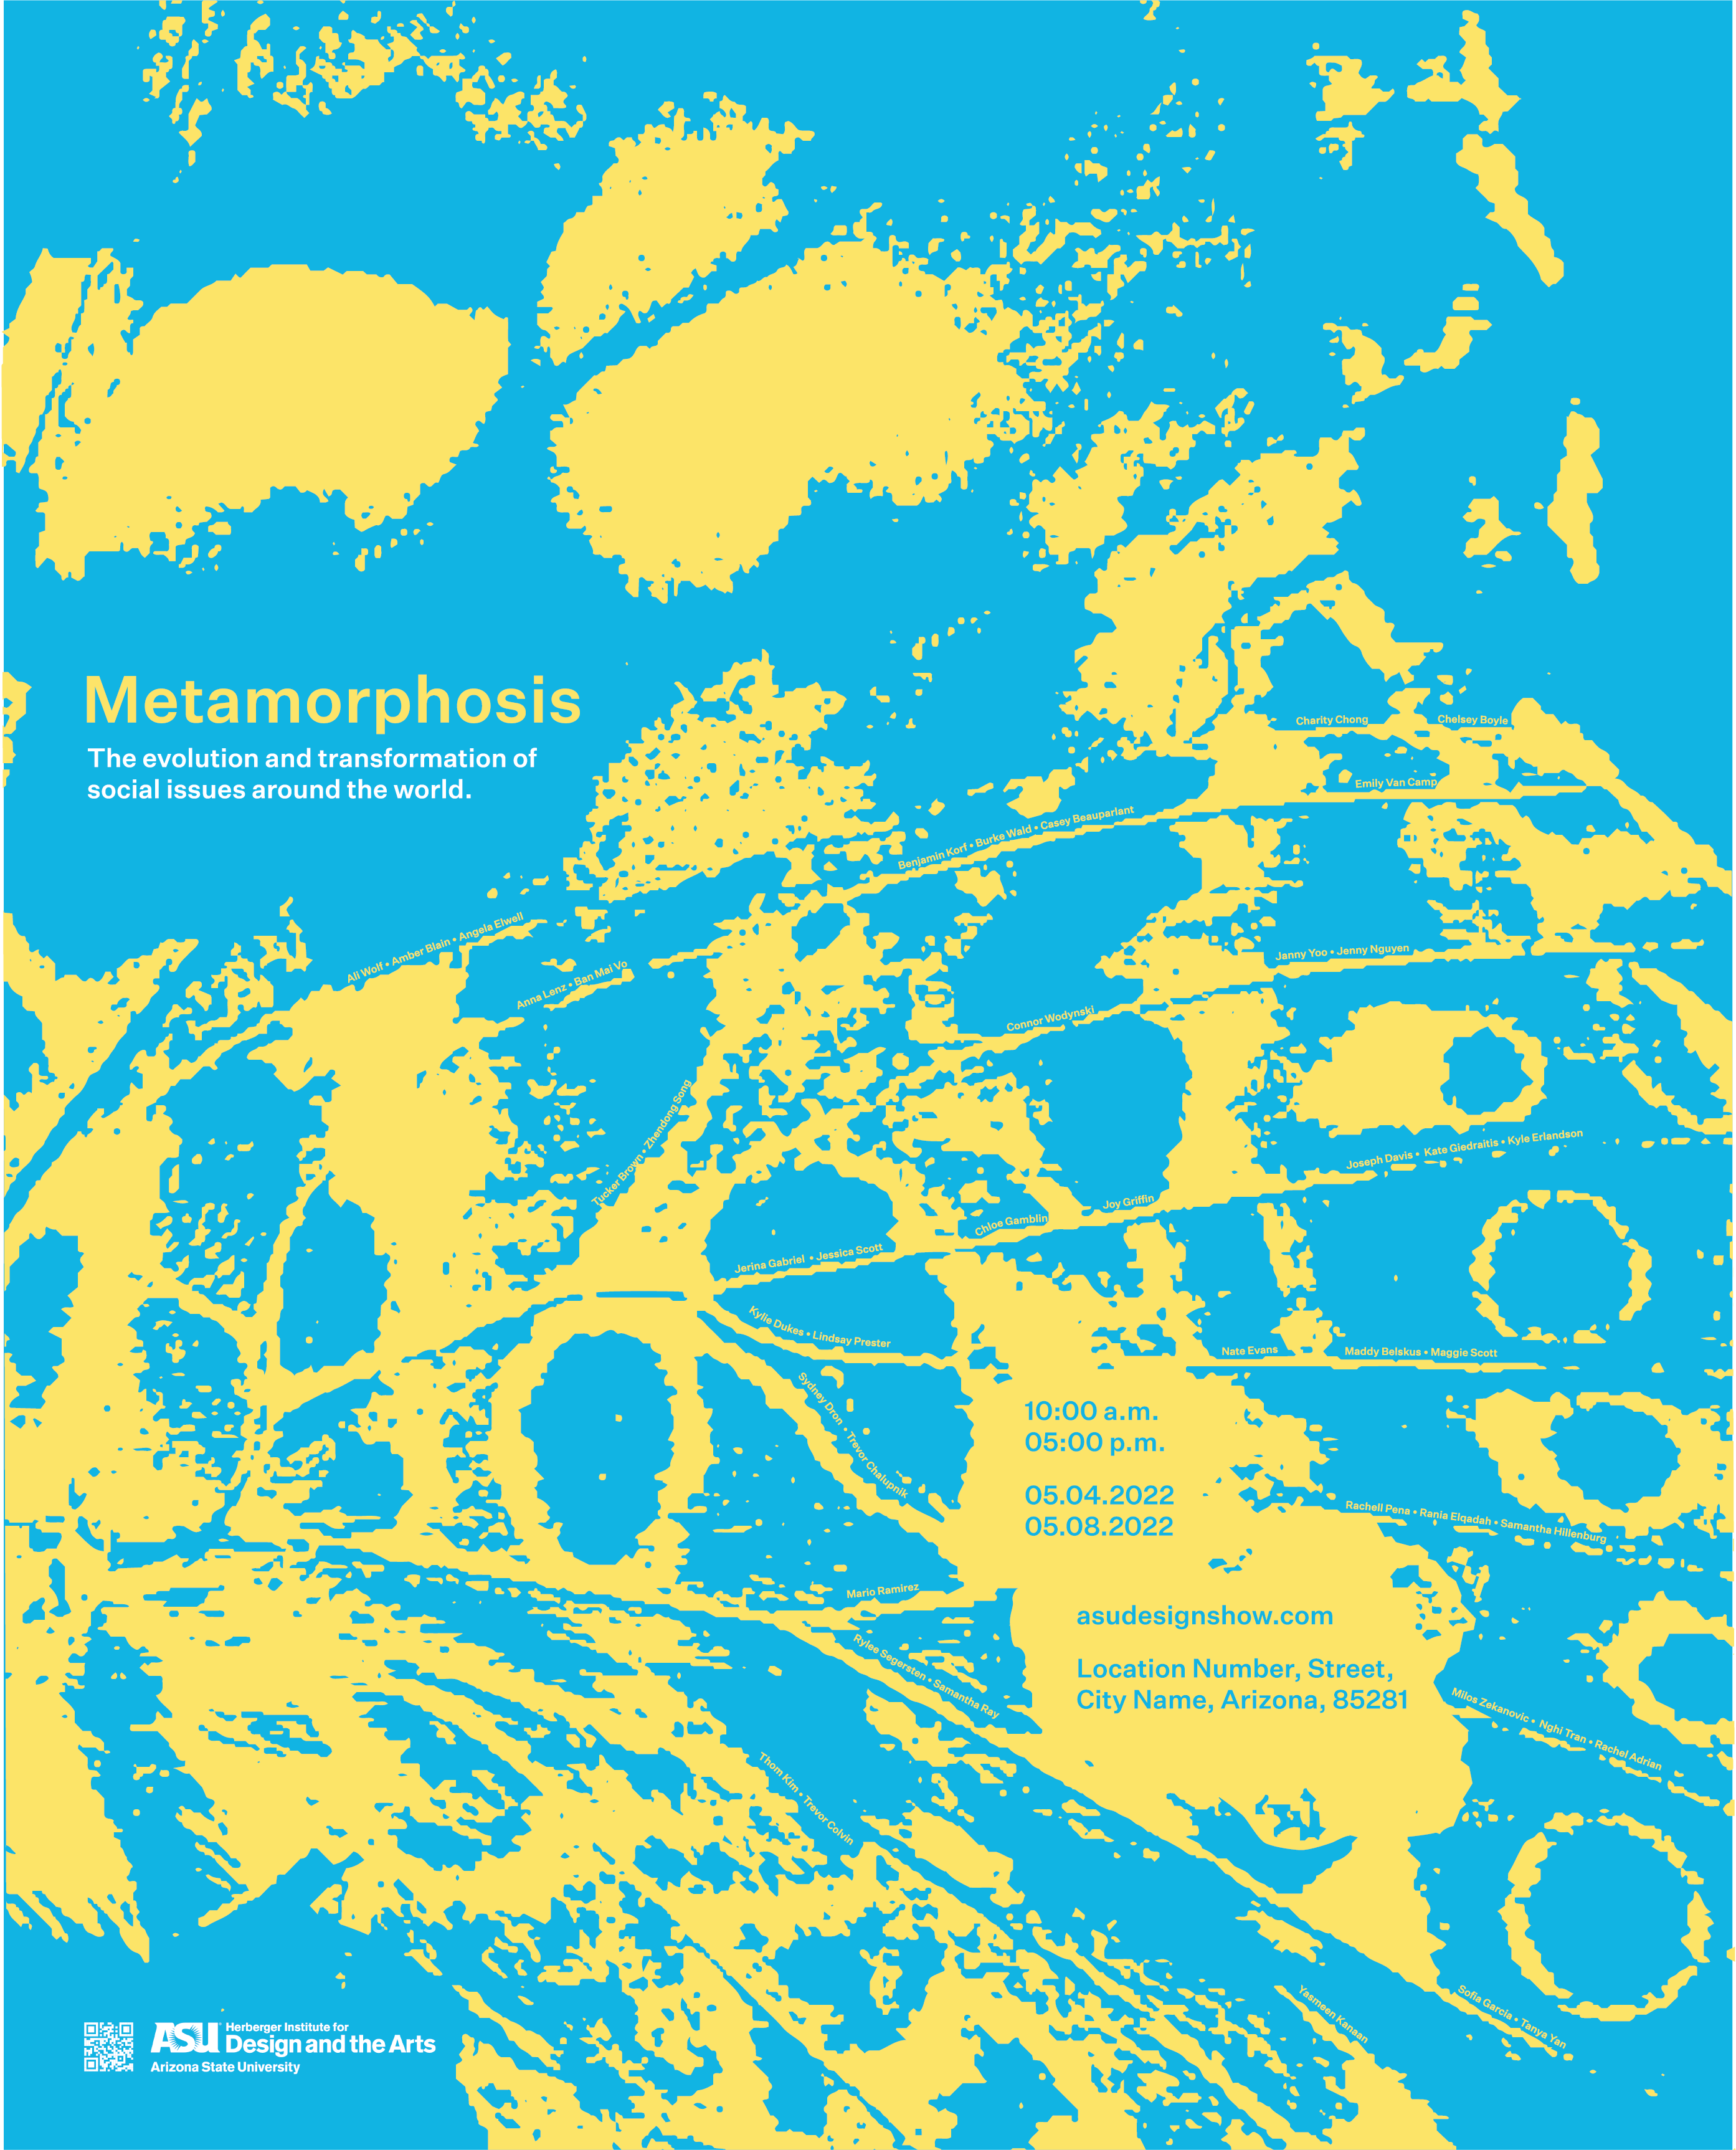 Metamorphosis
The evolution and transformation of
social issues around the world.
Charity Chong
Chelsey Boyle
Emily Van Camp
Benjamin Korf • Burke Wald • Casey Beauparlant
Ali Wolf • Amber Blain • Angela Elwell
Anna Lenz • Ban Mai Vo
Janny Yoo • Jenny Nguyen
Connor Wodynski
Tucker Brown • Zhendong Song
Joseph Davis • Kate Giedraitis • Kyle Erlandson
Joy Griffin
Chloe Gamblin
Jerina Gabriel • Jessica Scott
Kylie Dukes • Lindsay Prester
Nate Evans
Maddy Belskus • Maggie Scott
Sydney Dron • Trevor Chalupnik
10:00 a.m.
05:00 p.m.
05.04.2022
05.08.2022
Rachell Pena • Rania Elqadah • Samantha Hillenburg
Mario Ramirez
asudesignshow.com
Location Number, Street,
City Name, Arizona, 85281
Rylee Segersten • Samantha Ray
Milos Zekanovic • Nghi Tran • Rachel Adrian
Thom Kim • Trevor Colvin
Yasmeen Kanaan
Sofia Garcia • Tanya Yan
ASU
Herberger Institute for
Design and the Arts
Arizona State University